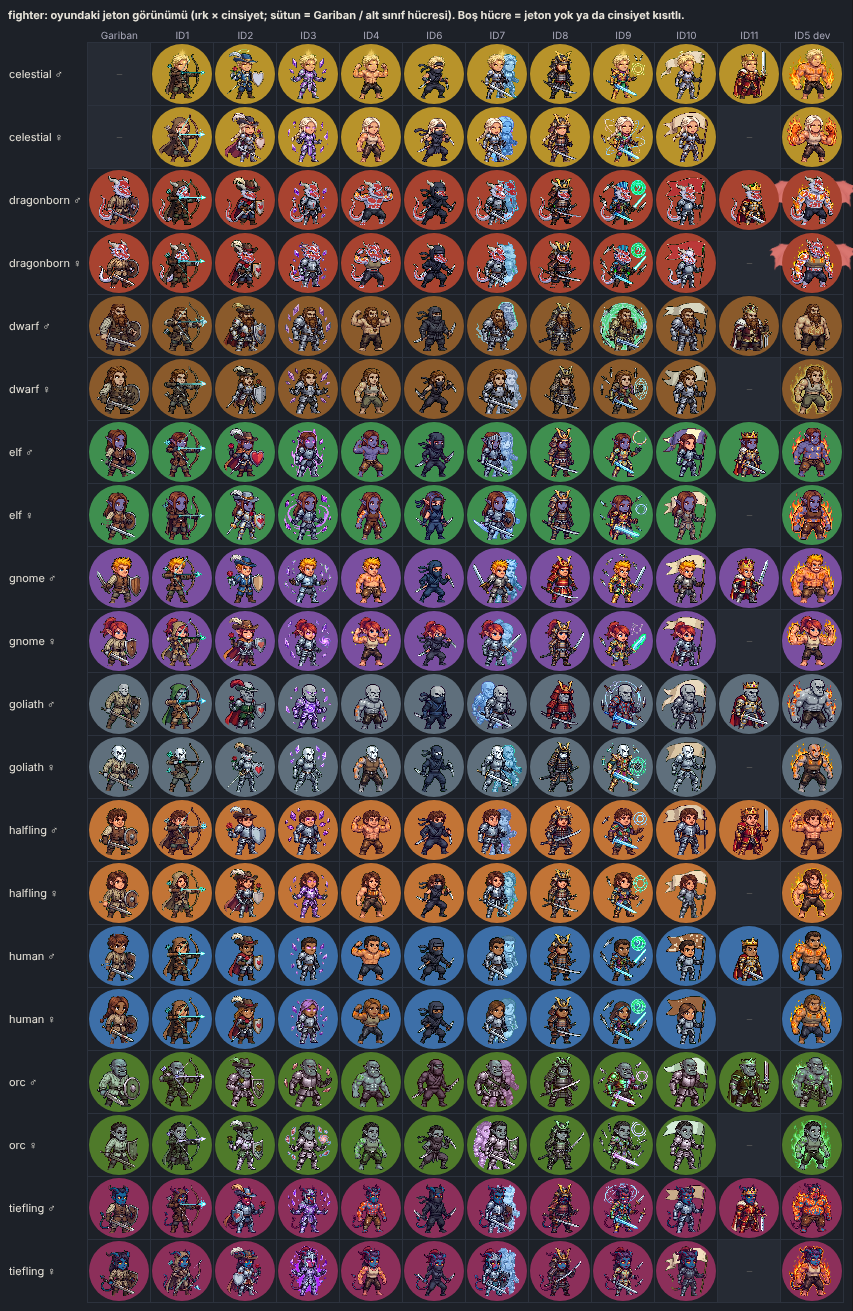 fighter: oyundaki jeton görünümü (ırk × cinsiyet; sütun = Gariban / alt sınıf hücresi). Boş hücre = jeton yok ya da cinsiyet kısıtlı.
Gariban ID1 ID2 ID3 ID4 ID6 ID7 ID8 ID9 ID10 ID11 ID5 dev
celestial ♂ –
celestial ♀ – –
dragonborn ♂
dragonborn ♀ –
dwarf ♂
dwarf ♀ –
elf ♂
elf ♀ –
gnome ♂
gnome ♀ –
goliath ♂
goliath ♀ –
halfling ♂
halfling ♀ –
human ♂
human ♀ –
orc ♂
orc ♀ –
tiefling ♂
tiefling ♀ –